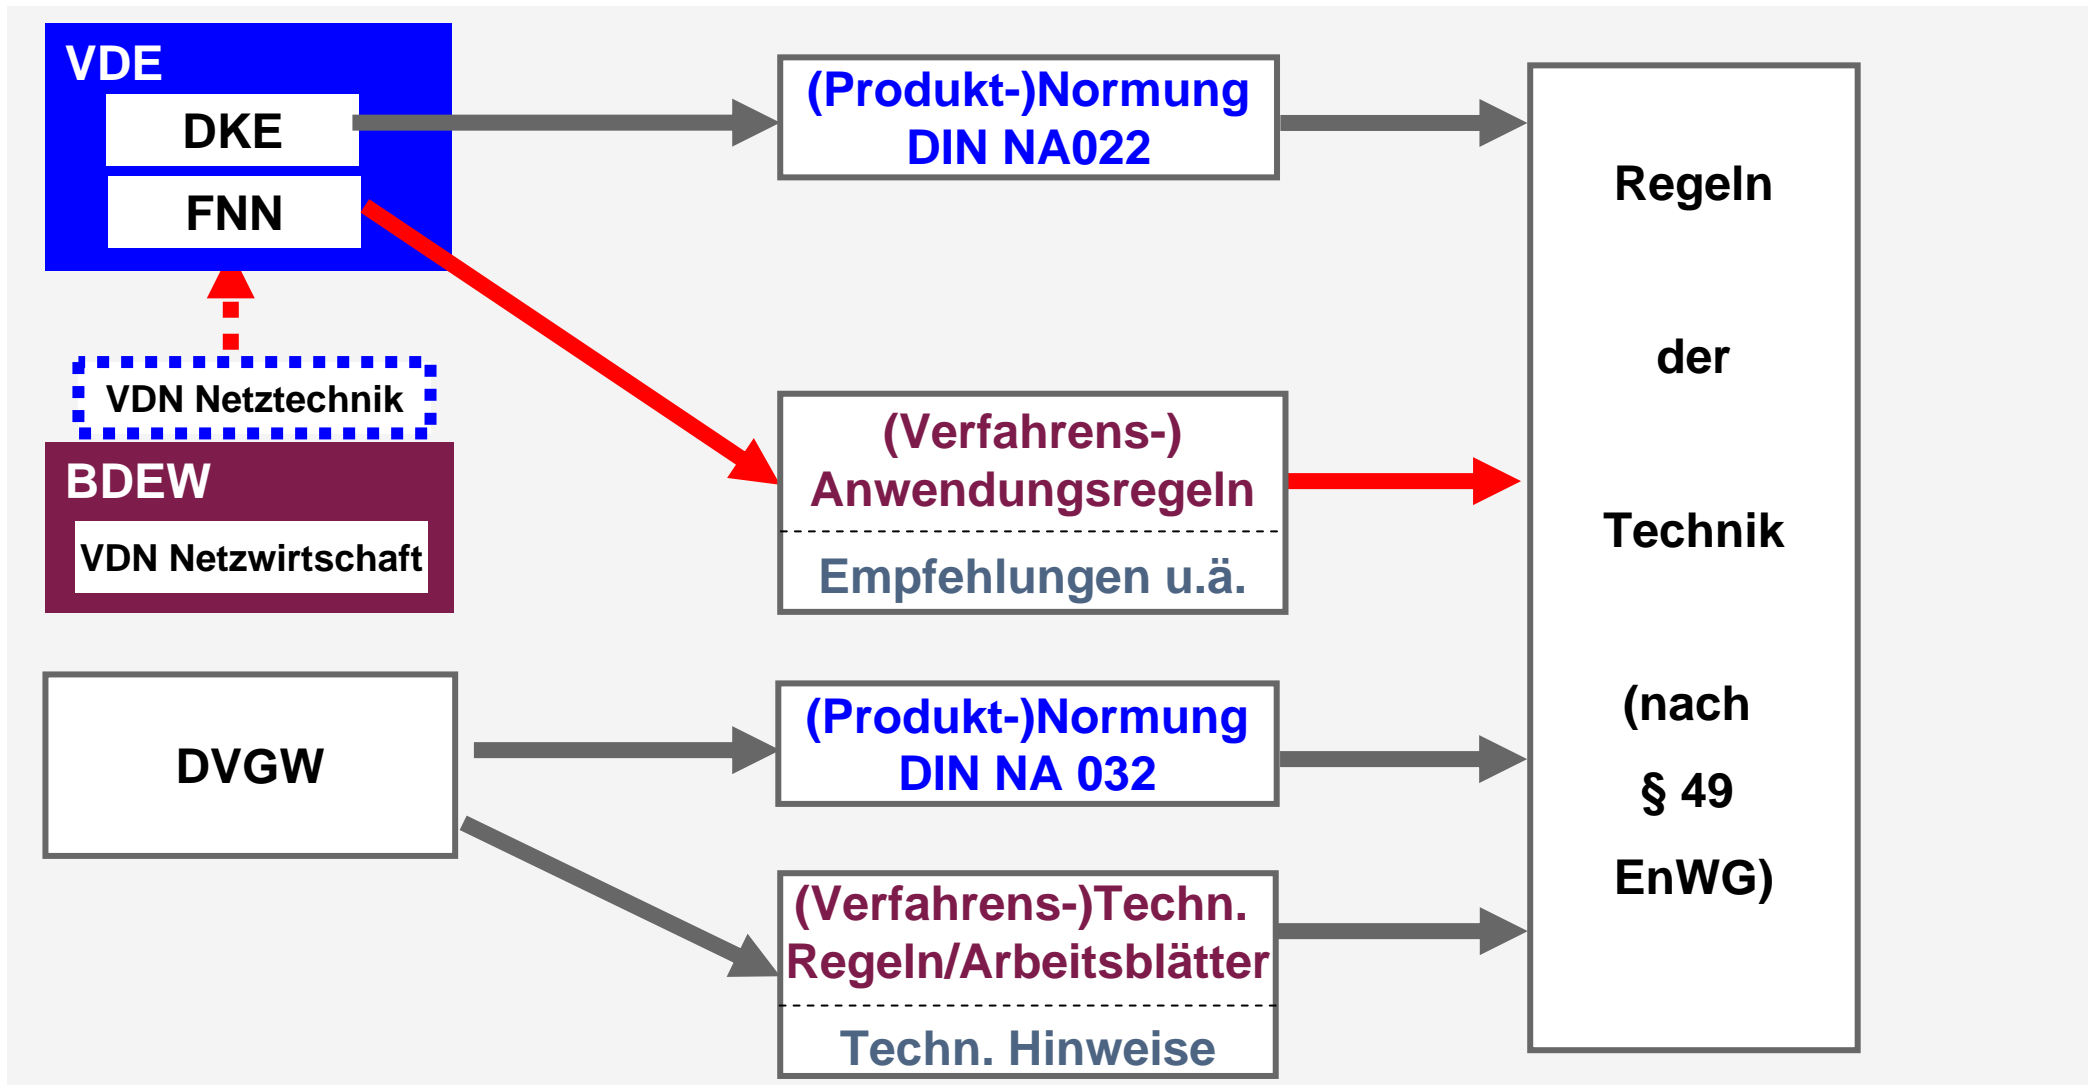 VDE
DKE
FNN
VDN Netztechnik
BDEW
VDN Netzwirtschaft
DVGW
(Produkt-)Normung
DIN NA022
(Verfahrens-)
Anwendungsregeln
Empfehlungen u.ä.
(Produkt-)Normung
DIN NA 032
(Verfahrens-)Techn.
Regeln/Arbeitsblätter
Techn. Hinweise
Regeln
der
Technik
(nach
§ 49
EnWG)